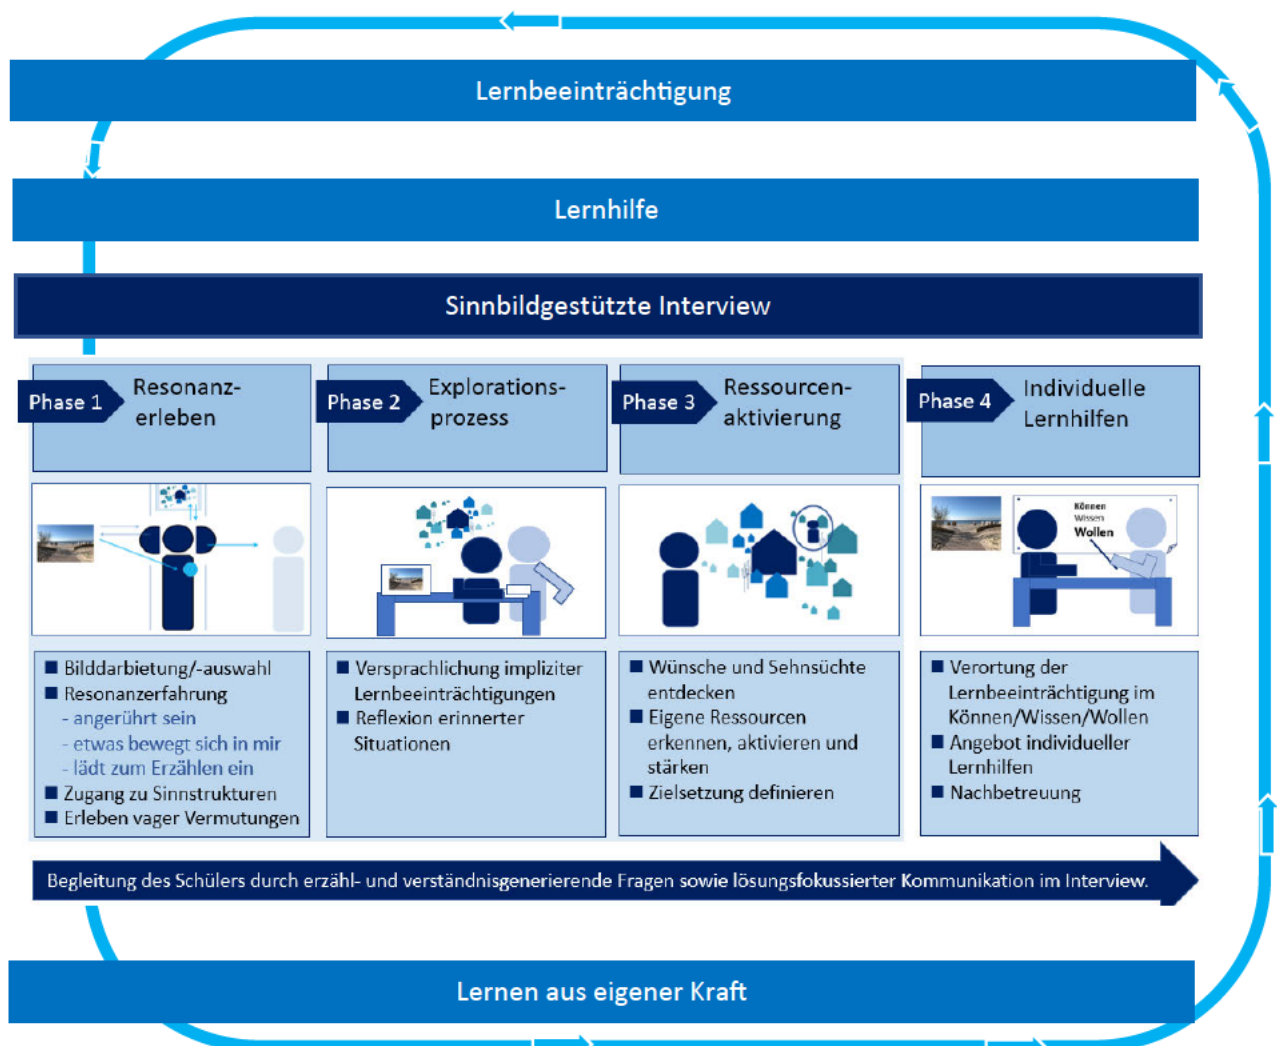 Lernbeeinträchtigung
Lernhilfe
Sinnbildgestützte Interview
Phase 1
Resonanz-
erleben
Phase 2
Explorations-
prozess
Phase 3
Ressourcen-
aktivierung
Phase 4
Individuelle
Lernhilfen
Können
Wissen
Wollen
■ Bilddarbietung/-auswahl
■ Resonanzerfahrung
- angerührt sein
- etwas bewegt sich in mir
- lädt zum Erzählen ein
■ Zugang zu Sinnstrukturen
■ Erleben vager Vermutungen
■ Versprachlichung impliziter
Lernbeeinträchtigungen
■ Reflexion erinnerter
Situationen
■ Wünsche und Sehnsüchte
entdecken
■ Eigene Ressourcen
erkennen, aktivieren und
stärken
■ Zielsetzung definieren
■ Verortung der
Lernbeeinträchtigung im
Können/Wissen/Wollen
■ Angebot individueller
Lernhilfen
■ Nachbetreuung
Begleitung des Schülers durch erzähl- und verständnisgenerierende Fragen sowie lösungsfokussierter Kommunikation im Interview.
Lernen aus eigener Kraft